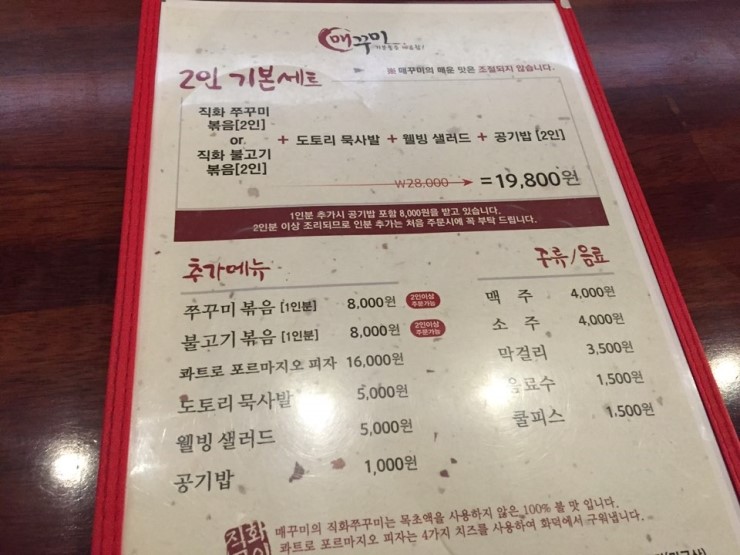 매꾸미
2인 기본세트
※ 매꾸미의 매운 맛은 조절되지 않습니다.
직화 쭈꾸미
볶음[2인]
or
직화 불고기
볶음[2인]
+ 도토리 묵사발 + 웰빙 샐러드 + 공기밥 [2인]
₩28,000 → = 19,800원
1인분 추가시 공기밥 포함 8,000원을 받고 있습니다.
2인분 이상 조리되므로 인분 추가는 처음 주문시에 꼭 부탁 드립니다.
추가메뉴
쭈꾸미 볶음 [1인분] 8,000원 2인이상 주문가능
불고기 볶음 [1인분] 8,000원 2인이상 주문가능
콰트로 포르마지오 피자 16,000원
도토리 묵사발 5,000원
웰빙 샐러드 5,000원
공기밥 1,000원
주류/음료
맥 주 4,000원
소 주 4,000원
막걸리 3,500원
음료수 1,500원
쿨피스 1,500원
직화
매꾸미의 직화쭈꾸미는 목초액을 사용하지 않은 100% 불 맛 입니다.
콰트로 포르마지오 피자는 4가지 치즈를 사용하여 화덕에서 구워냅니다.